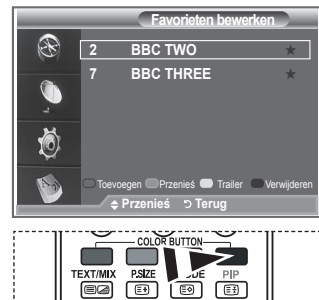 Favorieten bewerken
2 BBC TWO ★
7 BBC THREE ★
Toevoegen Przenieś Trailer Verwijderen
Przenieś Terug
COLOR BUTTON
TEXT/MIX P.SIZE DE PIP